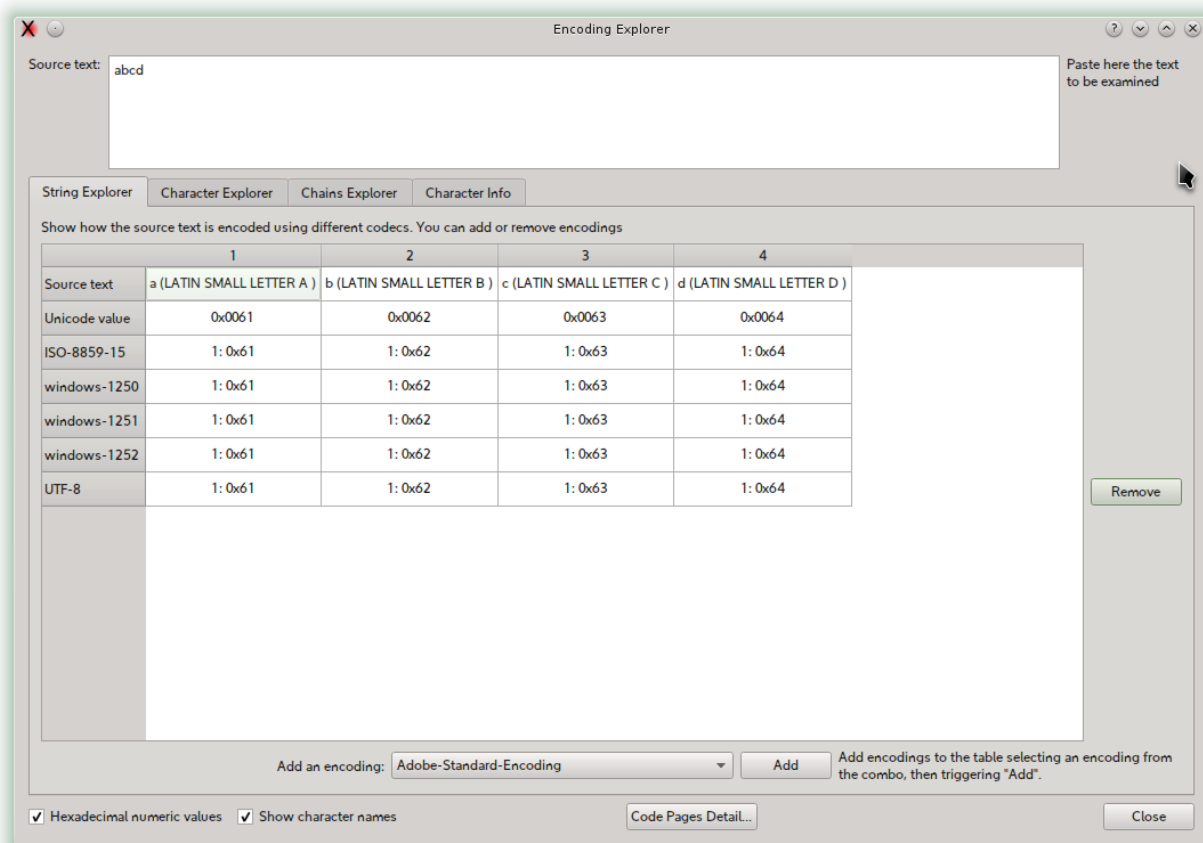 Encoding Explorer
Source text:
abcd
Paste here the text
to be examined
String Explorer Character Explorer Chains Explorer Character Info
Show how the source text is encoded using different codecs. You can add or remove encodings
1 2 3 4
Source text a (LATIN SMALL LETTER A ) b (LATIN SMALL LETTER B ) c (LATIN SMALL LETTER C ) d (LATIN SMALL LETTER D )
Unicode value 0x0061 0x0062 0x0063 0x0064
ISO-8859-15 1: 0x61 1: 0x62 1: 0x63 1: 0x64
windows-1250 1: 0x61 1: 0x62 1: 0x63 1: 0x64
windows-1251 1: 0x61 1: 0x62 1: 0x63 1: 0x64
windows-1252 1: 0x61 1: 0x62 1: 0x63 1: 0x64
UTF-8 1: 0x61 1: 0x62 1: 0x63 1: 0x64
Remove
Add an encoding: Adobe-Standard-Encoding Add
Add encodings to the table selecting an encoding from
the combo, then triggering "Add".
Hexadecimal numeric values Show character names Code Pages Detail... Close